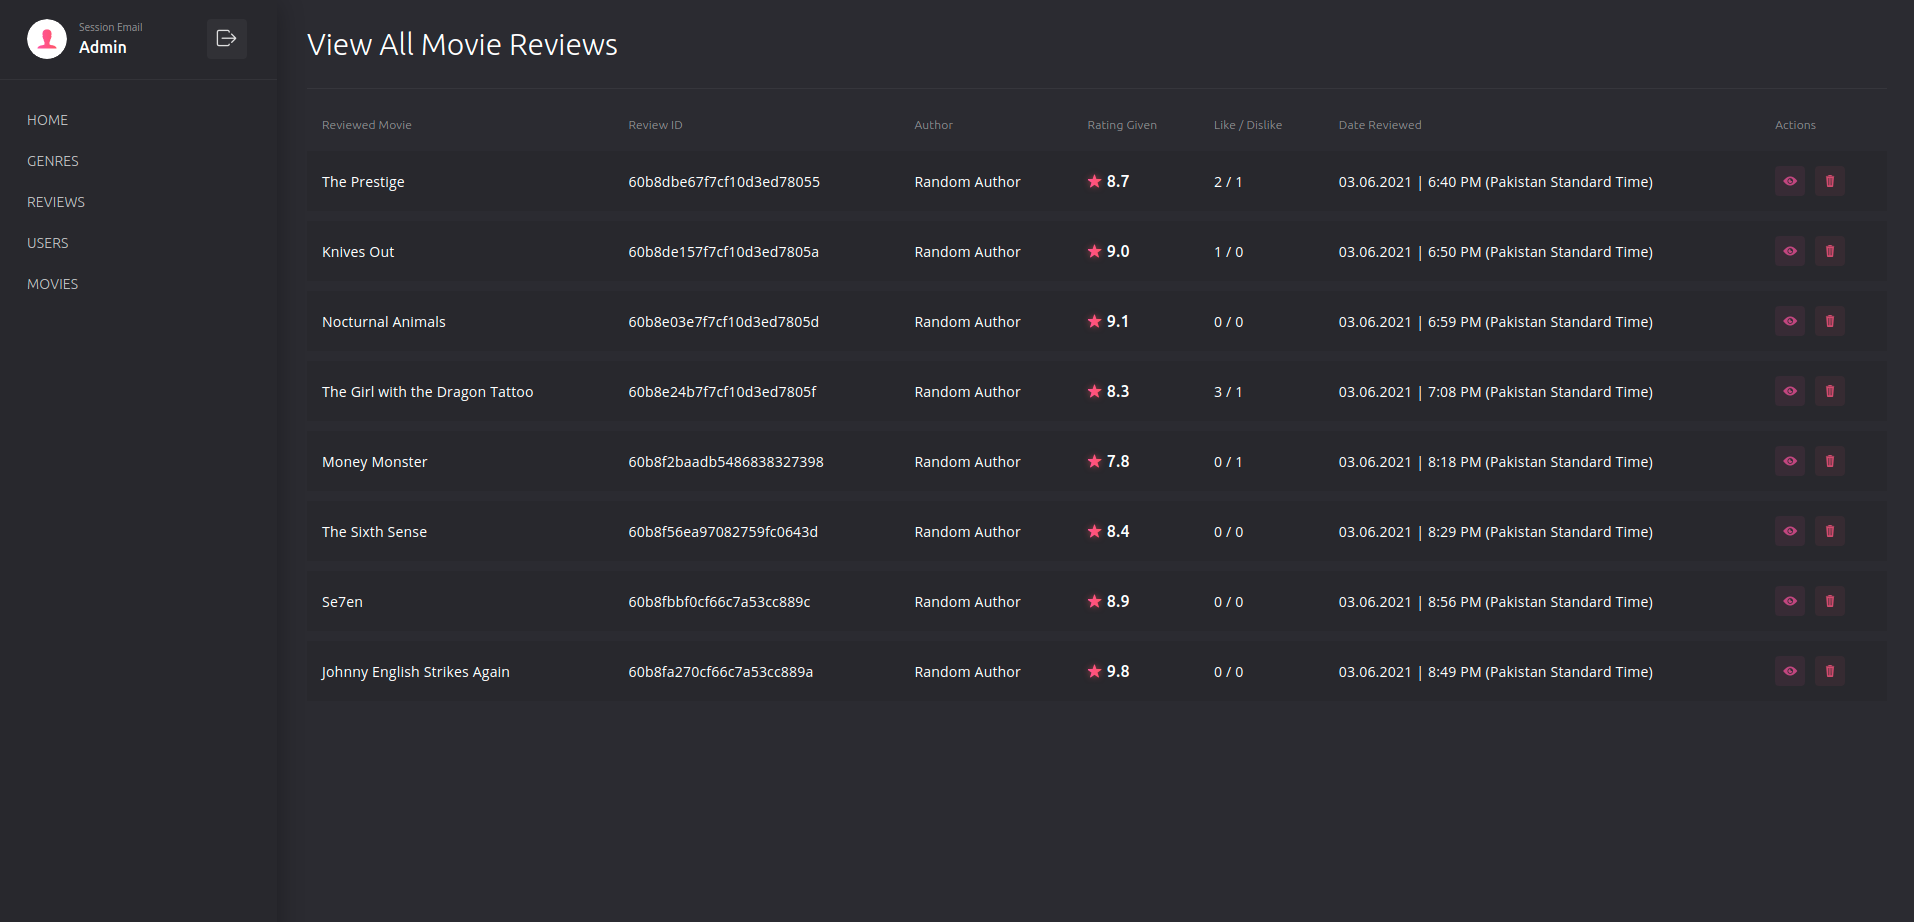 Session Email
Admin
HOME
GENRES
REVIEWS
USERS
MOVIES
View All Movie Reviews
Reviewed Movie Review ID Author Rating Given Like / Dislike Date Reviewed Actions
The Prestige 60b8dbe67f7cf10d3ed78055 Random Author 8.7 2 / 1 03.06.2021 | 6:40 PM (Pakistan Standard Time)
Knives Out 60b8de157f7cf10d3ed7805a Random Author 9.0 1 / 0 03.06.2021 | 6:50 PM (Pakistan Standard Time)
Nocturnal Animals 60b8e03e7f7cf10d3ed7805d Random Author 9.1 0 / 0 03.06.2021 | 6:59 PM (Pakistan Standard Time)
The Girl with the Dragon Tattoo 60b8e24b7f7cf10d3ed7805f Random Author 8.3 3 / 1 03.06.2021 | 7:08 PM (Pakistan Standard Time)
Money Monster 60b8f2baadb5486838327398 Random Author 7.8 0 / 1 03.06.2021 | 8:18 PM (Pakistan Standard Time)
The Sixth Sense 60b8f56ea97082759fc0643d Random Author 8.4 0 / 0 03.06.2021 | 8:29 PM (Pakistan Standard Time)
Se7en 60b8fbbf0cf66c7a53cc889c Random Author 8.9 0 / 0 03.06.2021 | 8:56 PM (Pakistan Standard Time)
Johnny English Strikes Again 60b8fa270cf66c7a53cc889a Random Author 9.8 0 / 0 03.06.2021 | 8:49 PM (Pakistan Standard Time)